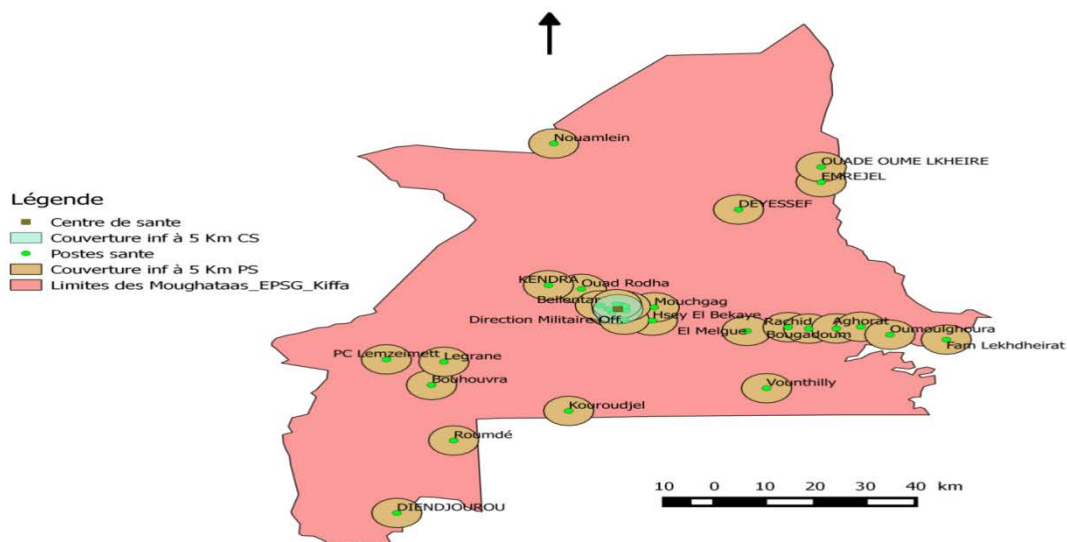 Nouamlein
OUADE OUME LKHEIRE
EMREJEL
DEYESSEF
Légende
Centre de sante
Couverture inf à 5 Km CS
Postes sante
Couverture inf à 5 Km PS
Limites des Moughataas_EPSG_Kiffa
KENDRA
Ouad Rodha
Bellentar
Mouchgag
Direction Militaire Off.
Hsey El Bekaye
El Melgue
Rachid
Bougadoum
Aghorat
Oumoulghoura
Fam Lekhdheirat
PC Lemzeimett
Legrane
Bouhouvra
Vounthilly
Kouroudjel
Roumdé
DIENDJOUROU
10 0 10 20 30 40 km